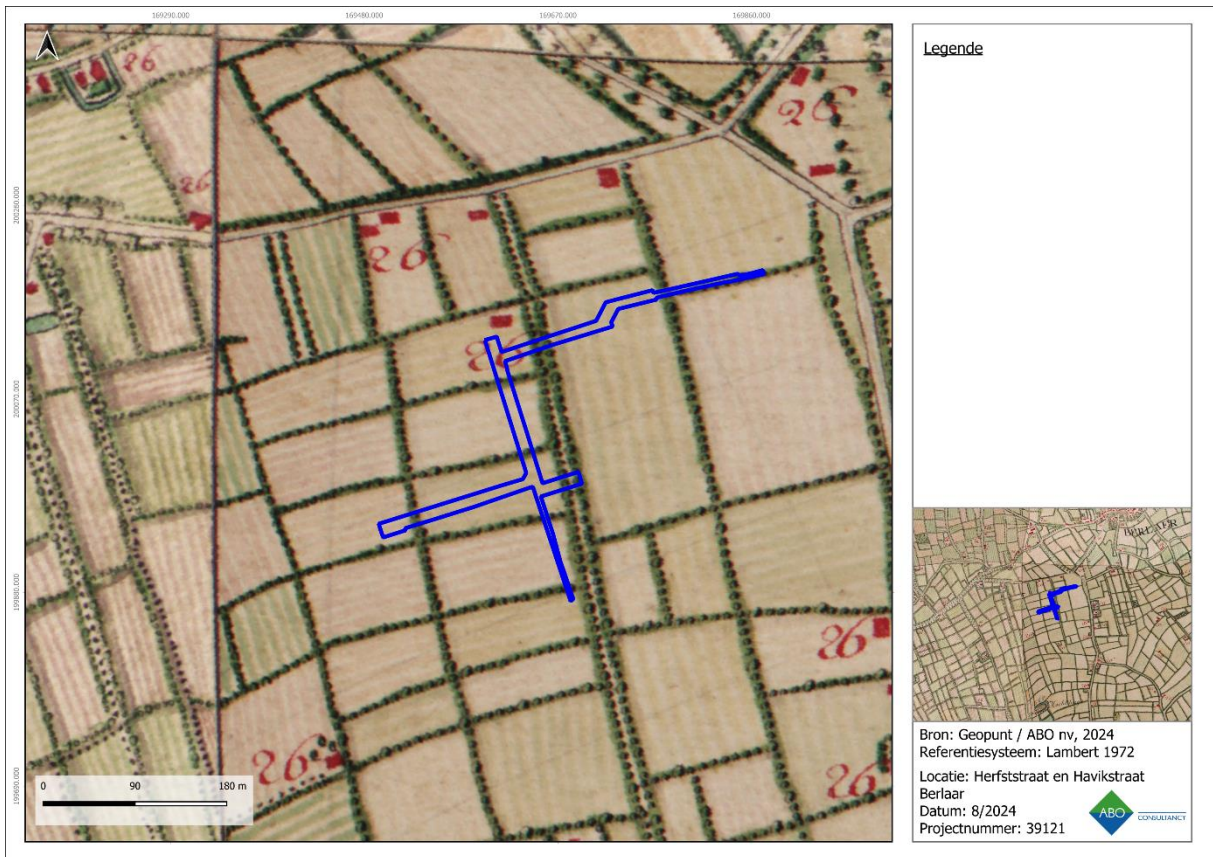 169290.000
169480.000
169670.000
169860.000
200260.000
200070.000
199880.000
199690.000
26
26
26
26
26
26
26
26
0 90 180 m
Legende
BERLAER
Bron: Geopunt / ABO nv, 2024
Referentiesysteem: Lambert 1972
Locatie: Herfststraat en Havikstraat
Berlaar
Datum: 8/2024
Projectnummer: 39121
ABO
CONSULTANCY